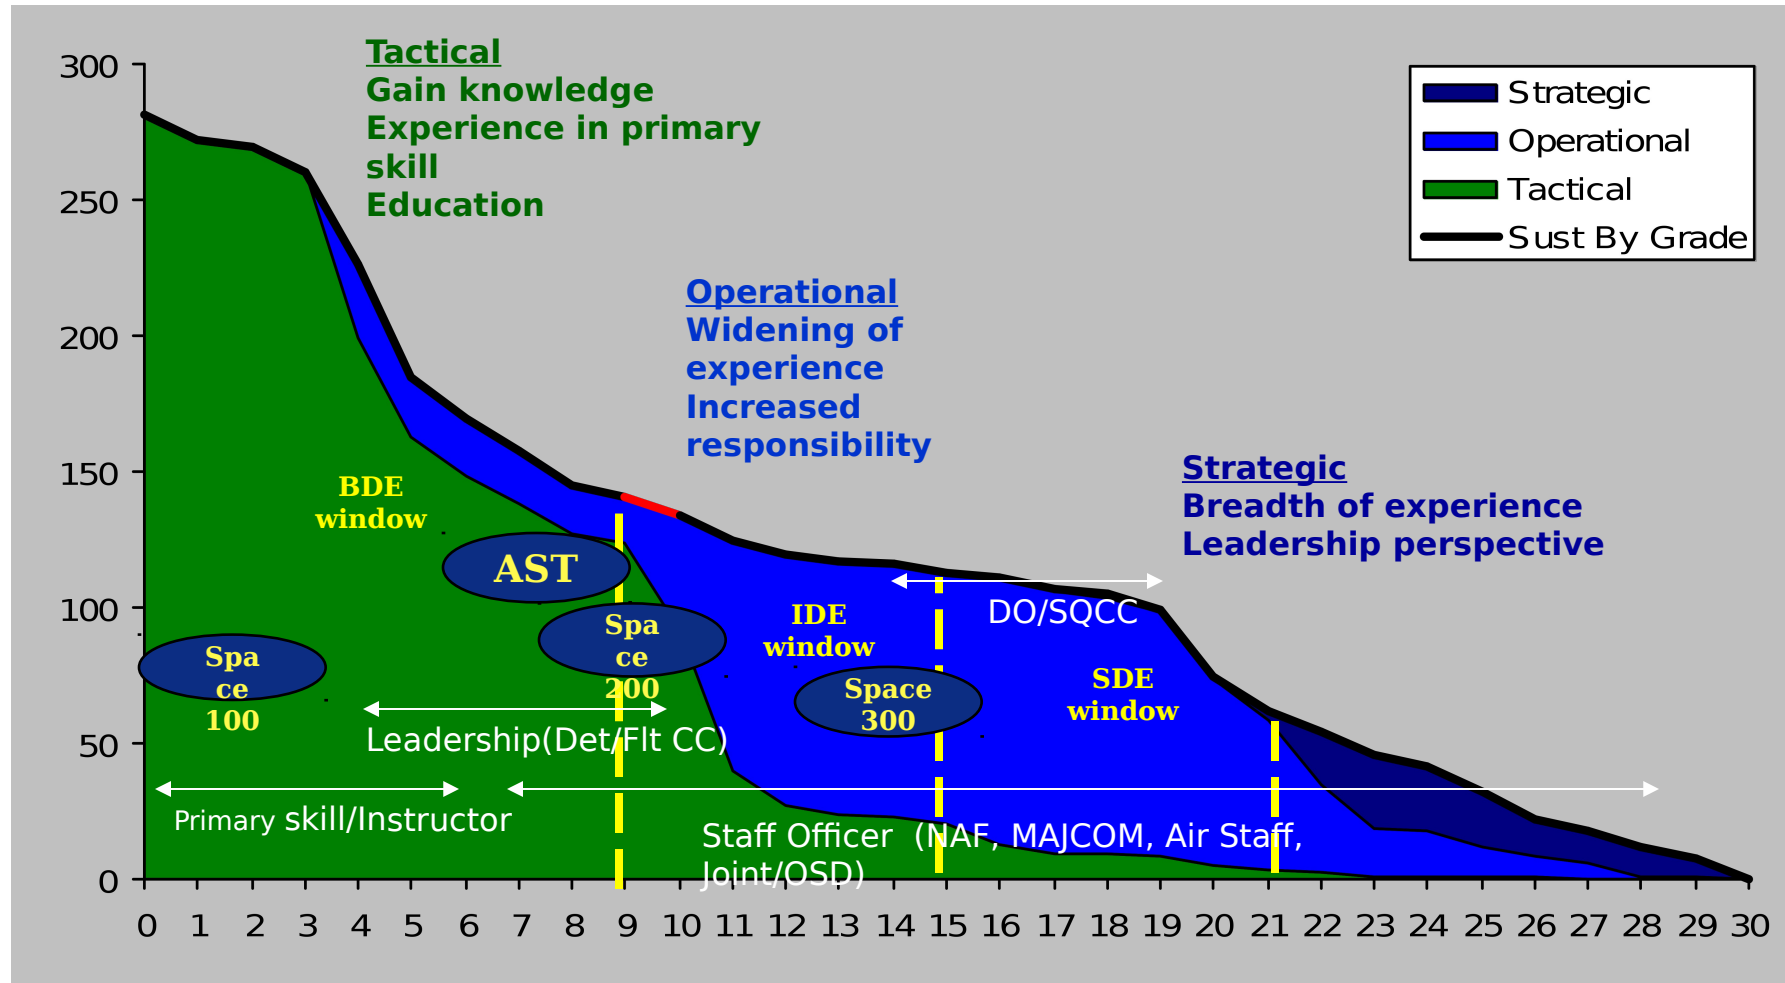 Tactical
Gain knowledge
Experience in primary
skill
Education
Operational
Widening of
experience
Increased
responsibility
Strategic
Breadth of experience
Leadership perspective
Strategic
Operational
Tactical
Sust By Grade
300
250
200
150
100
50
0
BDE
window
AST
Spa
ce
100
Spa
ce
200
IDE
window
Space
300
DO/SQCC
SDE
window
Leadership(Det/Flt CC)
Primary skill/Instructor
Staff Officer (NAF, MAJCOM, Air Staff,
Joint/OSD)
0 1 2 3 4 5 6 7 8 9 10 11 12 13 14 15 16 17 18 19 20 21 22 23 24 25 26 27 28 29 30